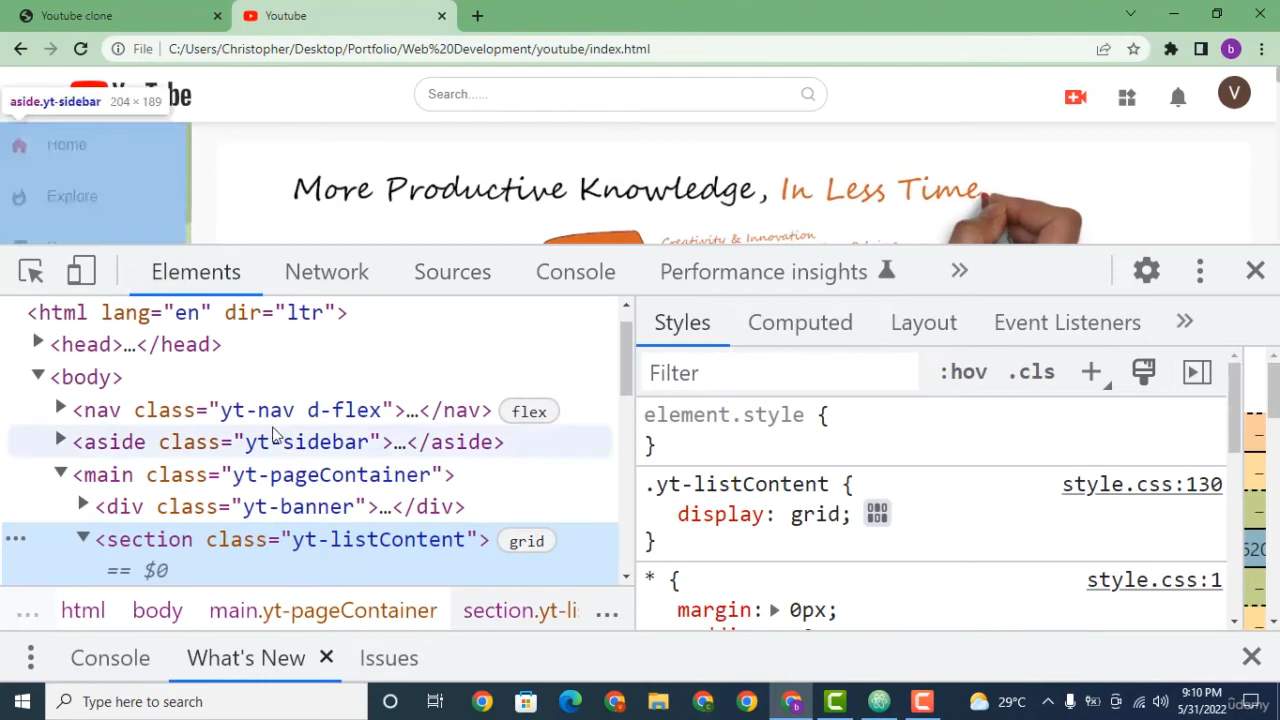 Youtube clone
Youtube
File
C:/Users/Christopher/Desktop/Portfolio/Web%20Development/youtube/index.html
be
Search......
V
aside.yt-sidebar 204 × 189
Home
Explore
More Productive Knowledge, In Less Time.
Creativity & Innovation
Elements
Network
Sources
Console
Performance insights
<html lang="en" dir="ltr">
<head>…</head>
<body>
<nav class="yt-nav d-flex">…</nav> flex
<aside class="yt-sidebar">…</aside>
<main class="yt-pageContainer">
<div class="yt-banner">…</div>
<section class="yt-listContent"> grid
== $0
… html body main.yt-pageContainer section.yt-li …
Styles
Computed
Layout
Event Listeners
Filter
:hov .cls
element.style {
}
.yt-listContent { style.css:130
display: grid;
}
* { style.css:1
margin: 0px;
Console
What's New
Issues
Type here to search
29°C
9:10 PM
5/31/2022
ûdemy